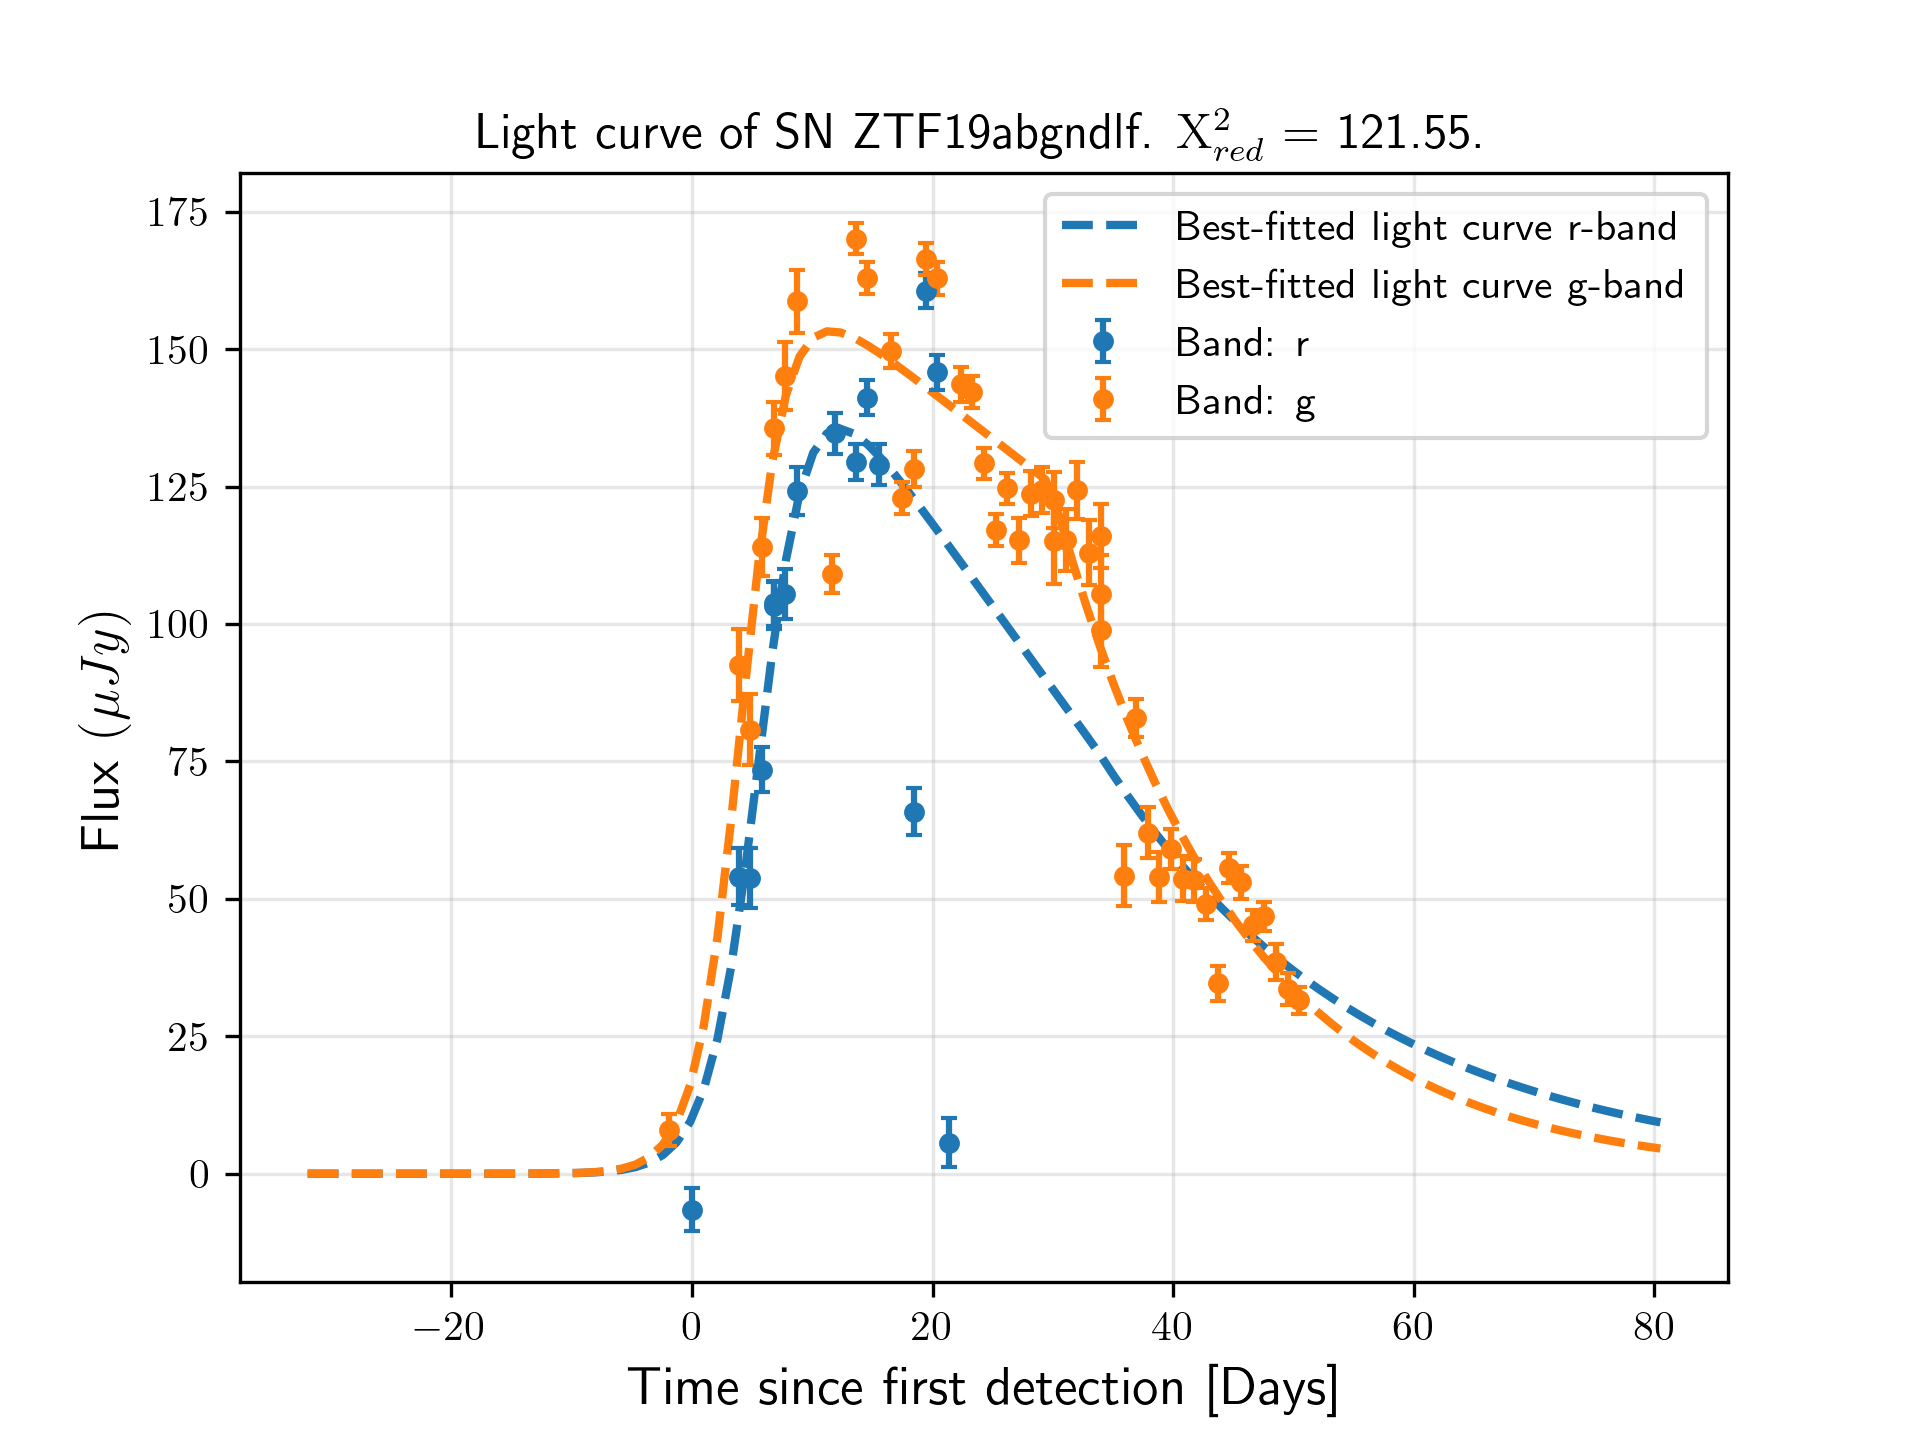 Light curve of SN ZTF19abgndlf. X²_red = 121.55.
Best-fitted light curve r-band
Best-fitted light curve g-band
Band: r
Band: g
175
150
125
100
75
50
25
0
Flux (μJy)
−20 0 20 40 60 80
Time since first detection [Days]